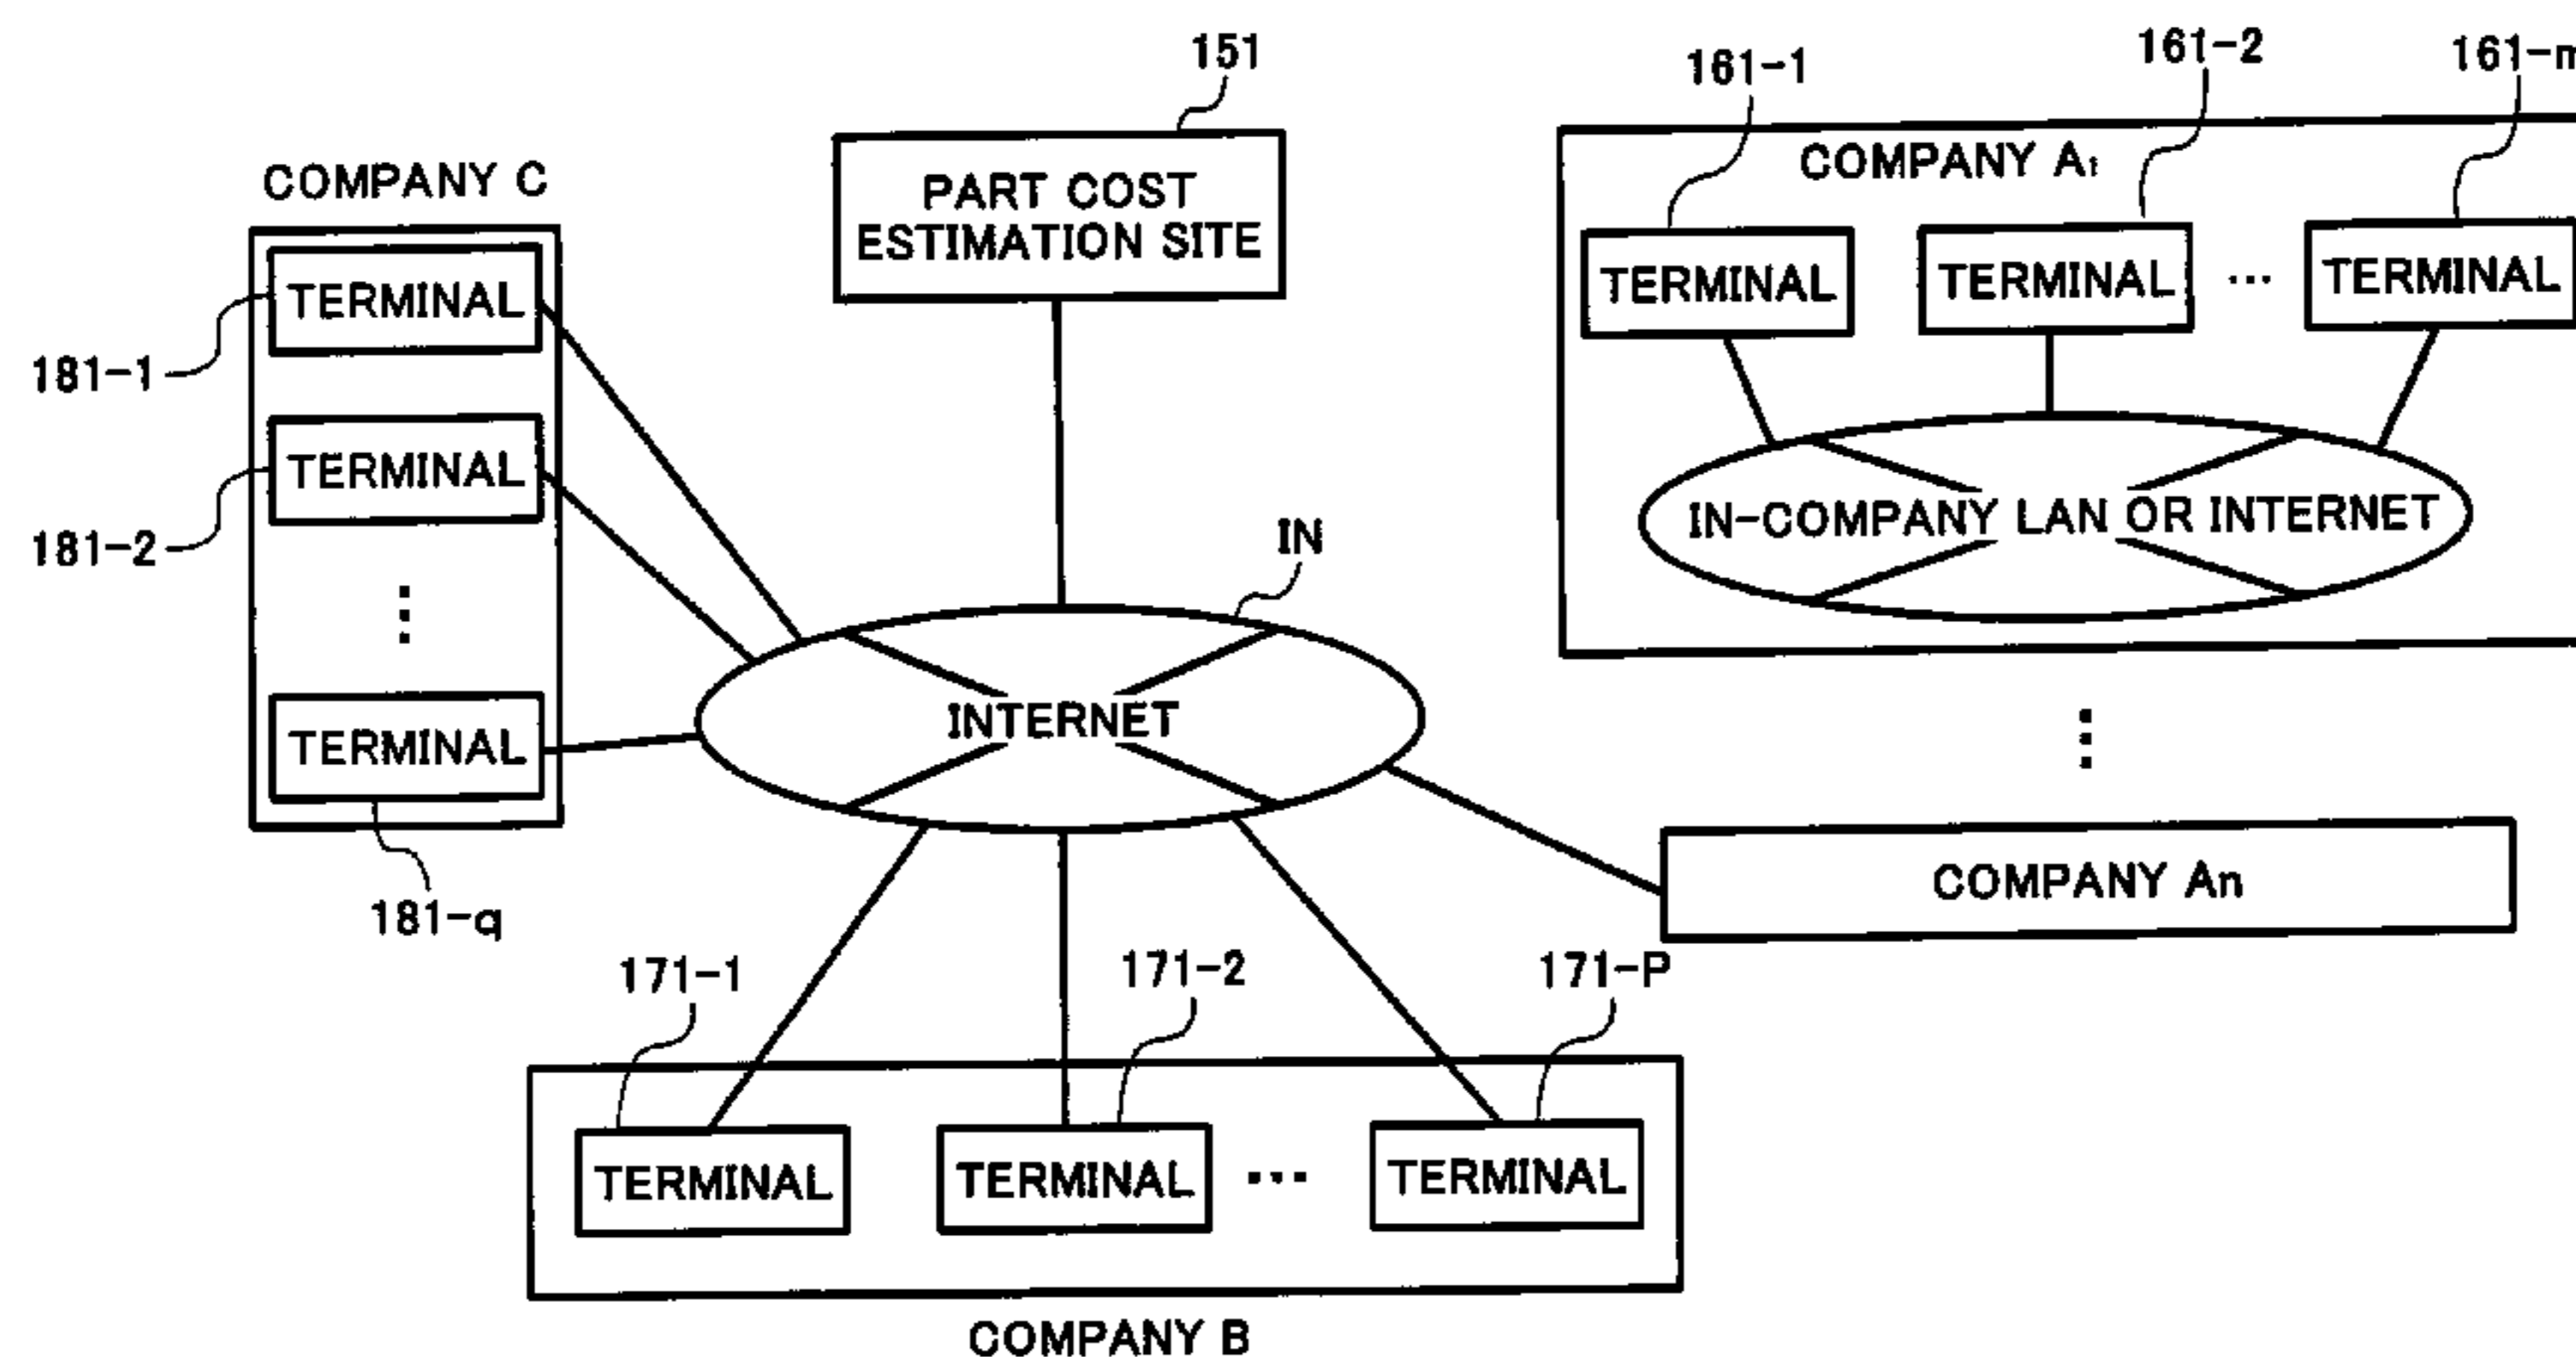 151
161-1
161-2
161-m
COMPANY C
PART COST
ESTIMATION SITE
COMPANY A1
TERMINAL
TERMINAL
...
TERMINAL
TERMINAL
181-1
TERMINAL
181-2
IN-COMPANY LAN OR INTERNET
IN
TERMINAL
181-q
INTERNET
COMPANY An
171-1
171-2
171-P
TERMINAL
TERMINAL
...
TERMINAL
COMPANY B